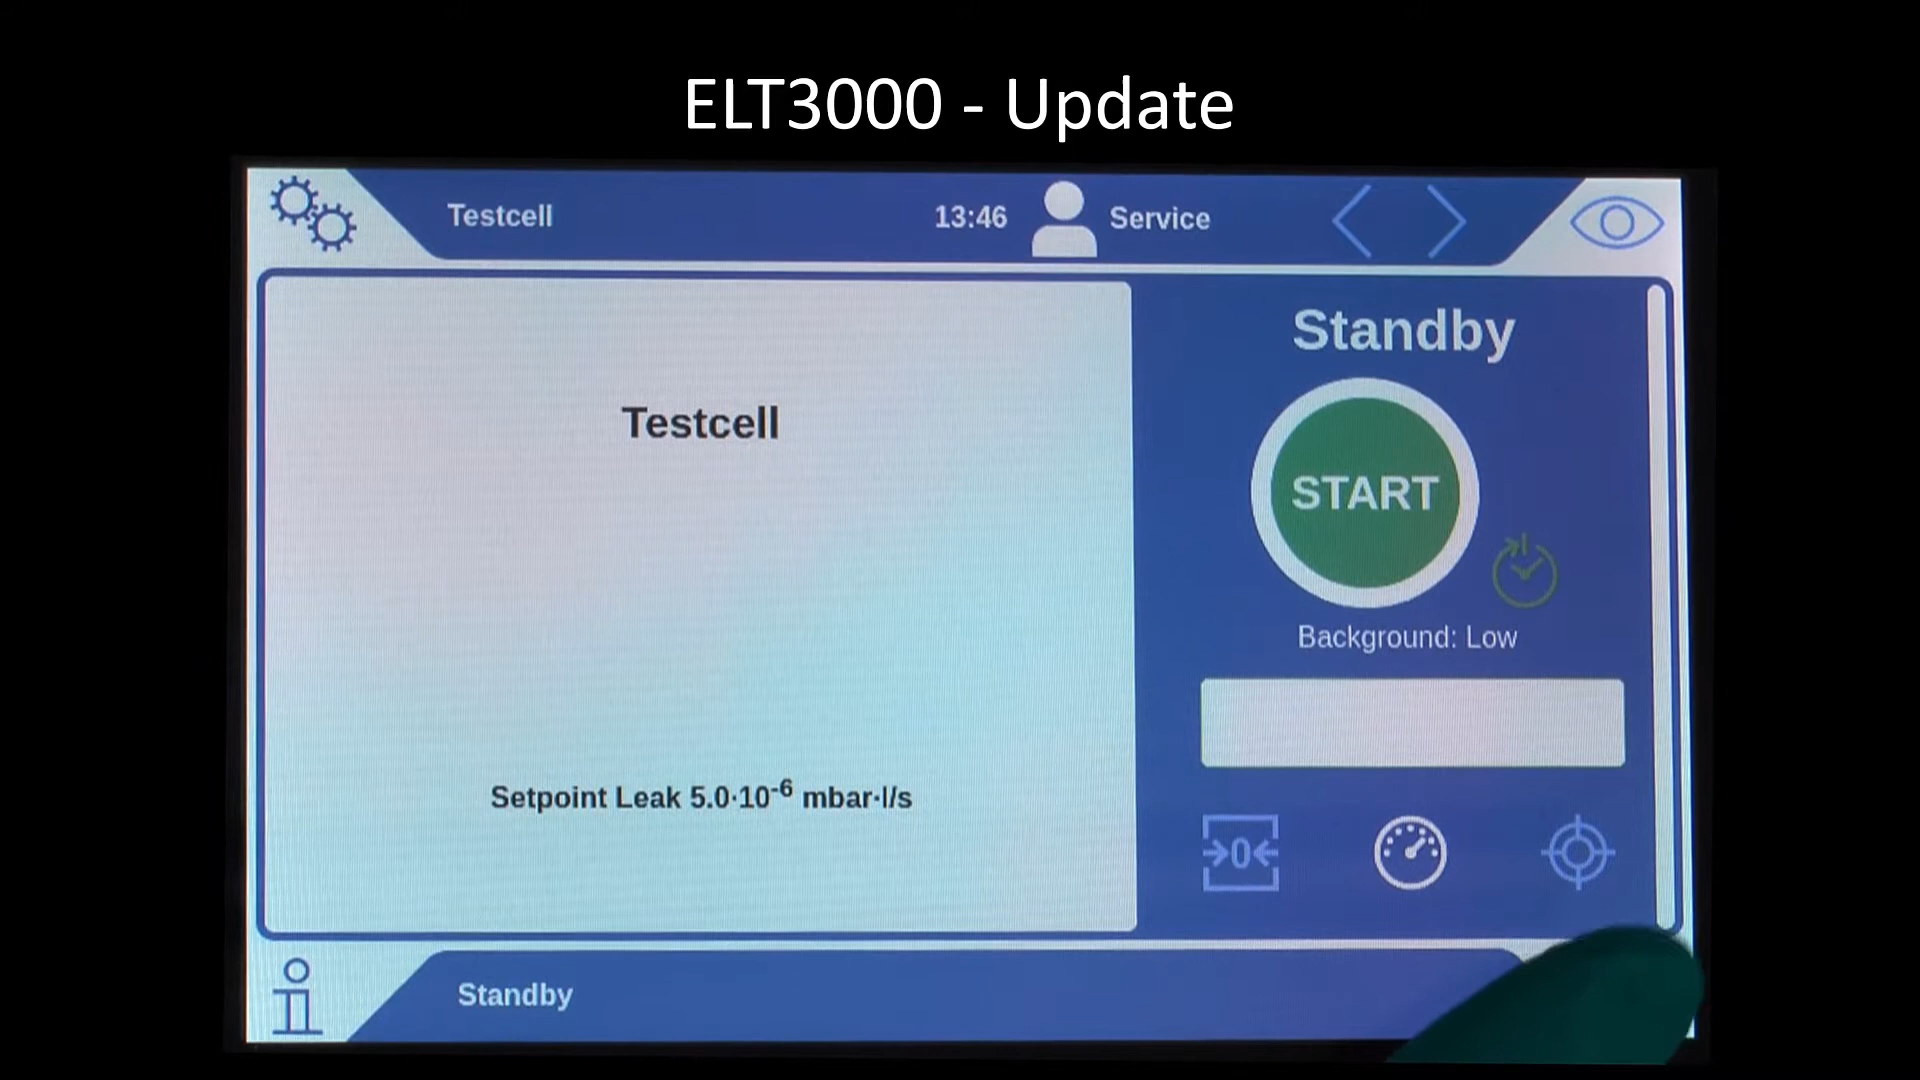 ELT3000 - Update
Testcell 13:46 Service
Standby
START
Testcell
Background: Low
Setpoint Leak 5.0·10⁻⁶ mbar·l/s
→0←
Standby